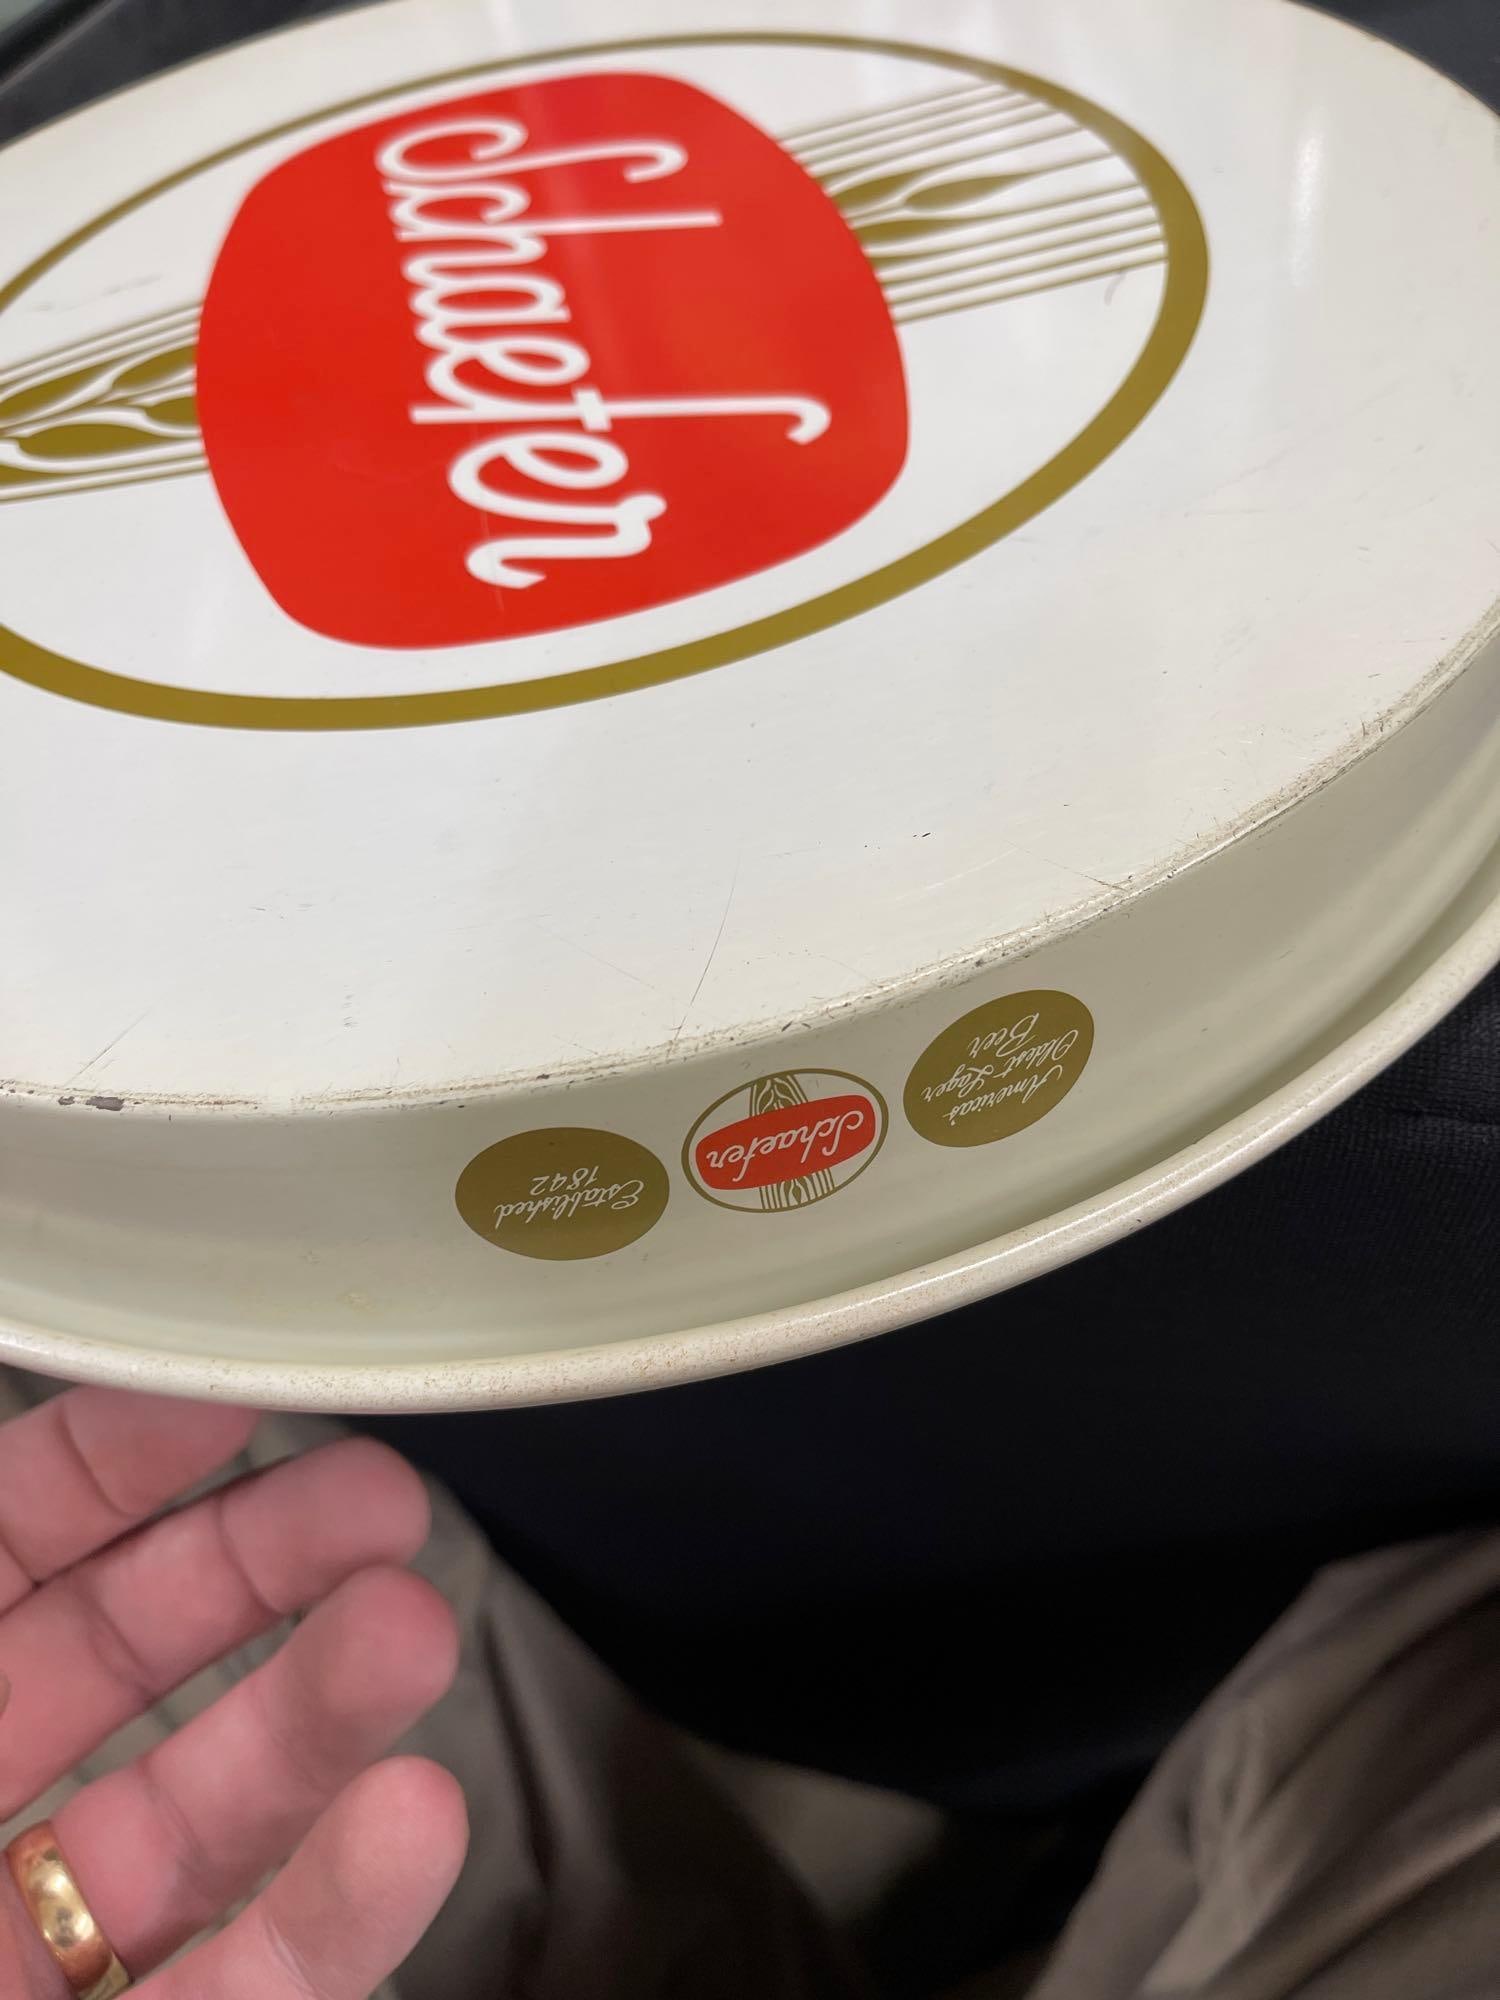 Schaefer
Established
1842
Schaefer
America's
Oldest Lager
Beer